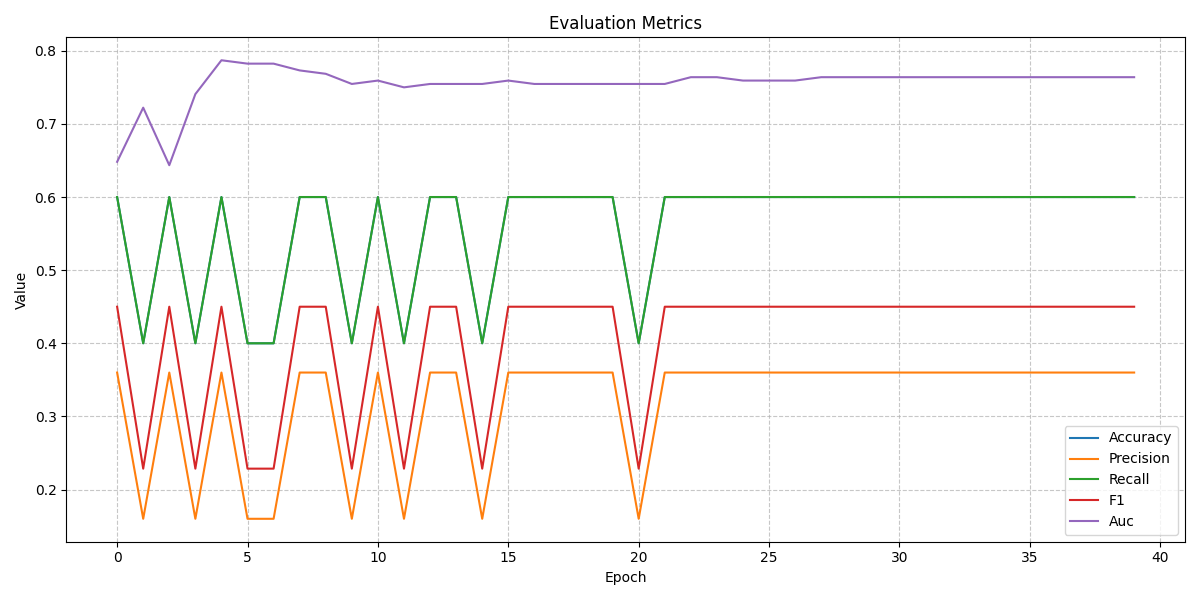 Evaluation Metrics
Value
0.8
0.7
0.6
0.5
0.4
0.3
0.2
0 5 10 15 20 25 30 35 40
Epoch
Accuracy
Precision
Recall
F1
Auc